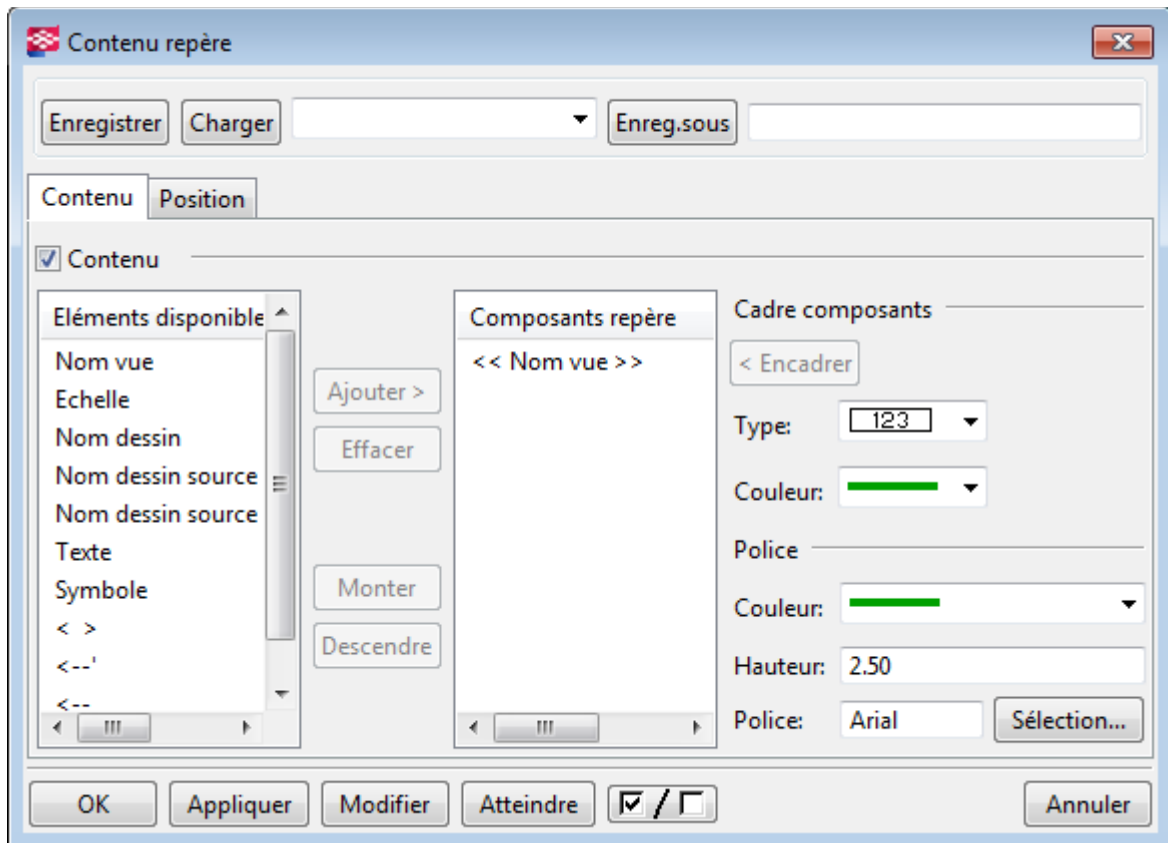 Contenu repère
Enregistrer Charger Enreg.sous
Contenu Position
Contenu
Eléments disponible
Nom vue
Echelle
Nom dessin
Nom dessin source
Nom dessin source
Texte
Symbole
< >
<--'
<--
Ajouter >
Effacer
Monter
Descendre
Composants repère
<< Nom vue >>
Cadre composants
< Encadrer
Type: 123
Couleur:
Police
Couleur:
Hauteur: 2.50
Police: Arial Sélection...
OK Appliquer Modifier Atteindre / Annuler